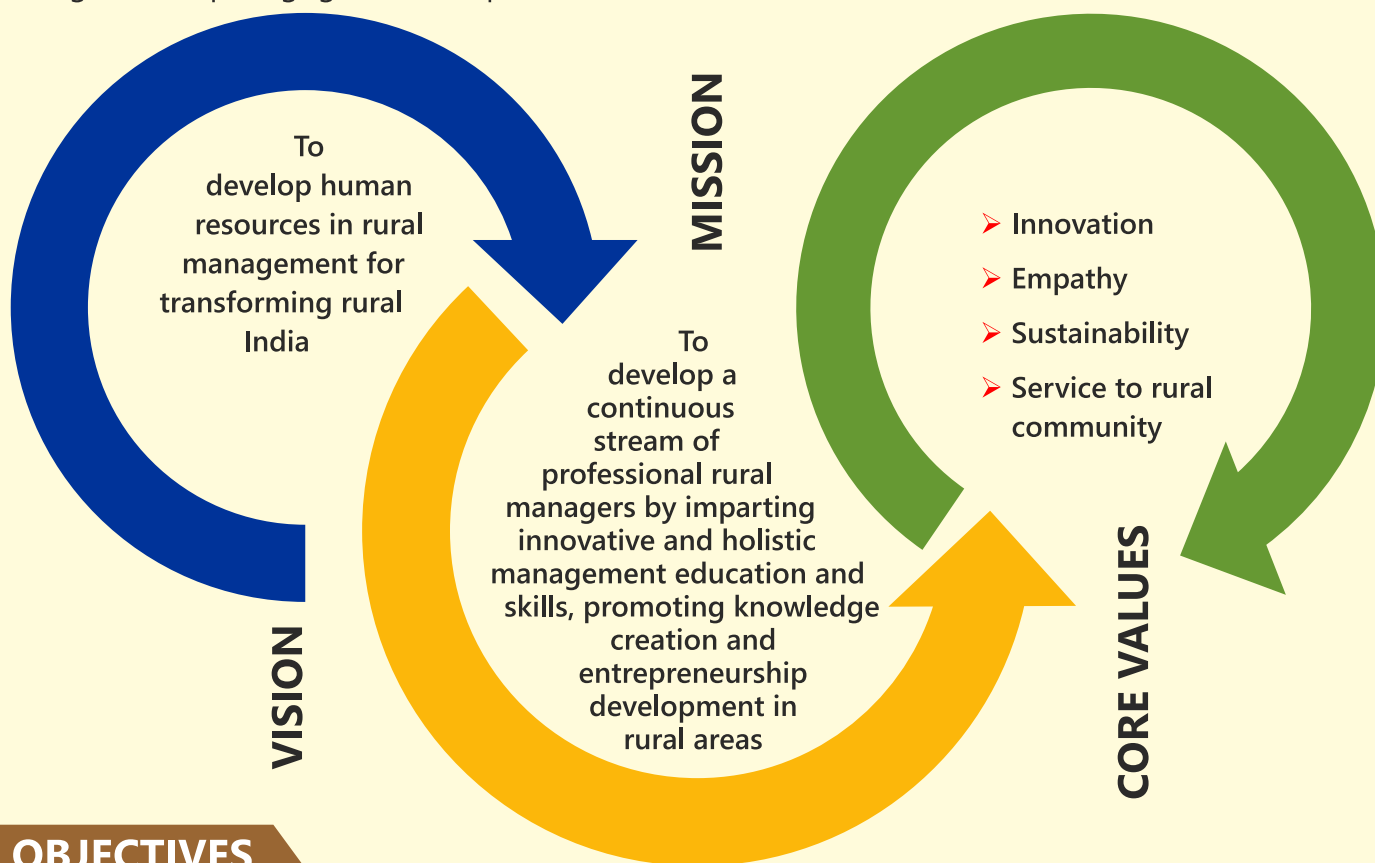 To
develop human
resources in rural
management for
transforming rural
India
VISION
MISSION
To
develop a
continuous
stream of
professional rural
managers by imparting
innovative and holistic
management education and
skills, promoting knowledge
creation and
entrepreneurship
development in
rural areas
➢ Innovation
➢ Empathy
➢ Sustainability
➢ Service to rural
community
CORE VALUES
OBJECTIVES